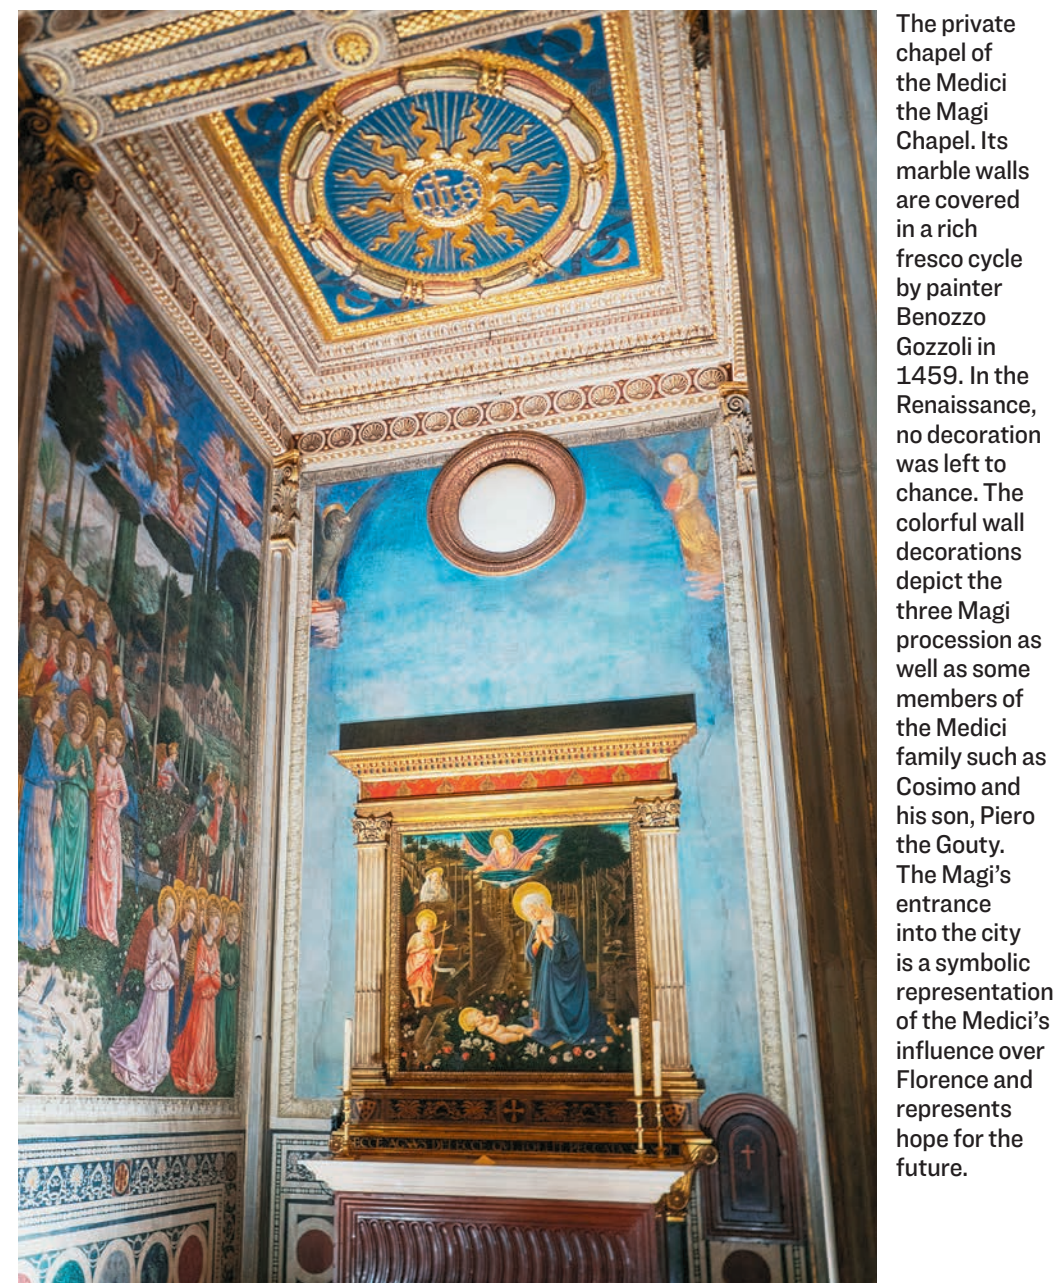 The private
chapel of
the Medici
the Magi
Chapel. Its
marble walls
are covered
in a rich
fresco cycle
by painter
Benozzo
Gozzoli in
1459. In the
Renaissance,
no decoration
was left to
chance. The
colorful wall
decorations
depict the
three Magi
procession as
well as some
members of
the Medici
family such as
Cosimo and
his son, Piero
the Gouty.
The Magi’s
entrance
into the city
is a symbolic
representation
of the Medici’s
influence over
Florence and
represents
hope for the
future.